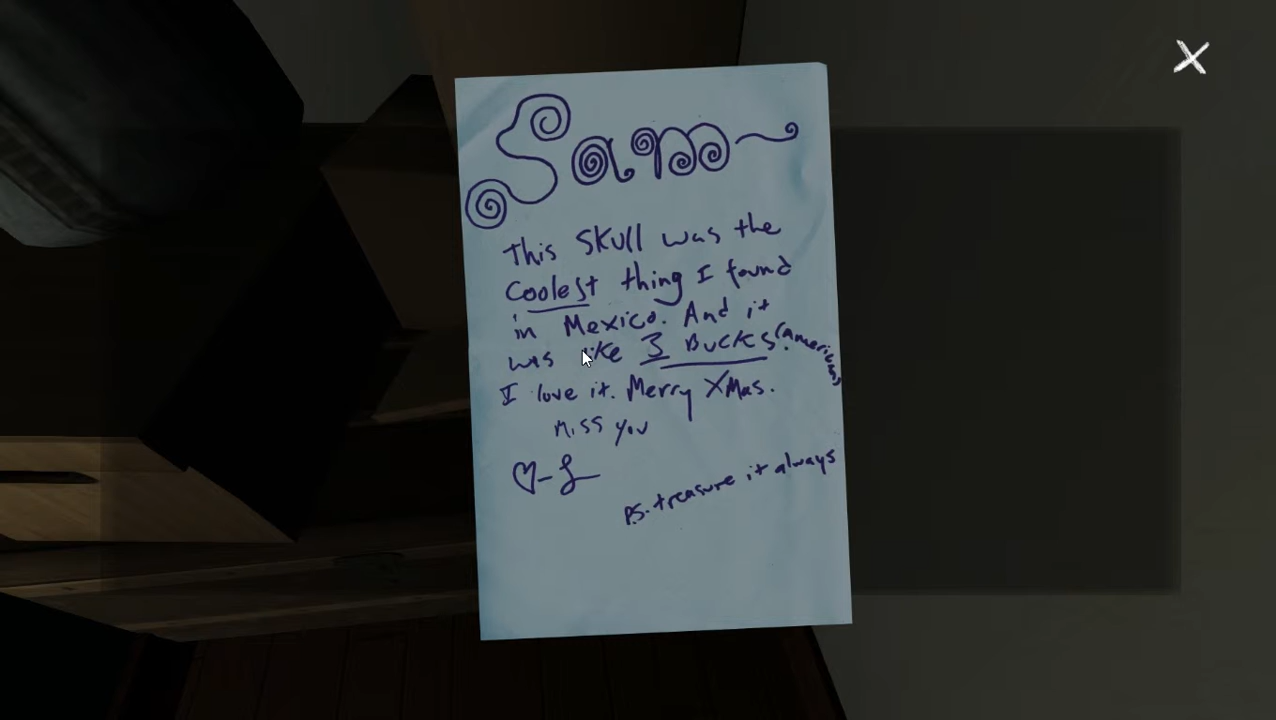 Sam
This Skull was the
Coolest thing I found
in Mexico. And it
was like 3 BUCKS. (american)
I love it. Merry XMas.
Miss you
♡-L
P.S. treasure it always